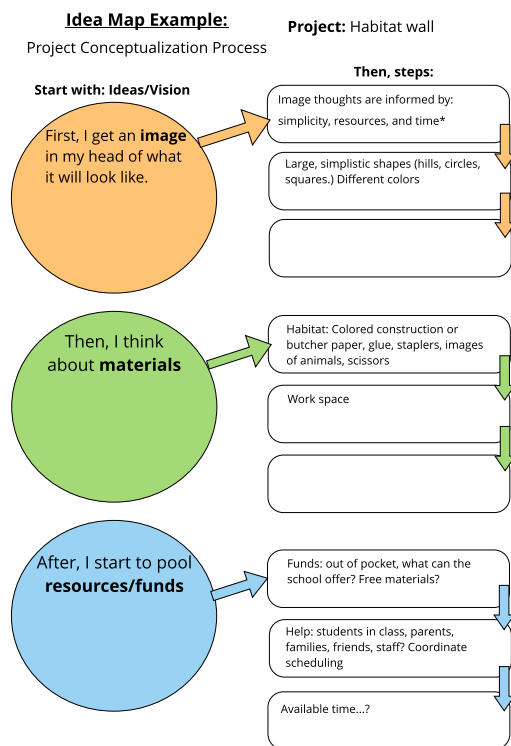 Idea Map Example:
Project: Habitat wall
Project Conceptualization Process
Start with: Ideas/Vision
Then, steps:
First, I get an image
in my head of what
it will look like.
Image thoughts are informed by:
simplicity, resources, and time*
Large, simplistic shapes (hills, circles,
squares.) Different colors
Then, I think
about materials
Habitat: Colored construction or
butcher paper, glue, staplers, images
of animals, scissors
Work space
After, I start to pool
resources/funds
Funds: out of pocket, what can the
school offer? Free materials?
Help: students in class, parents,
families, friends, staff? Coordinate
scheduling
Available time...?